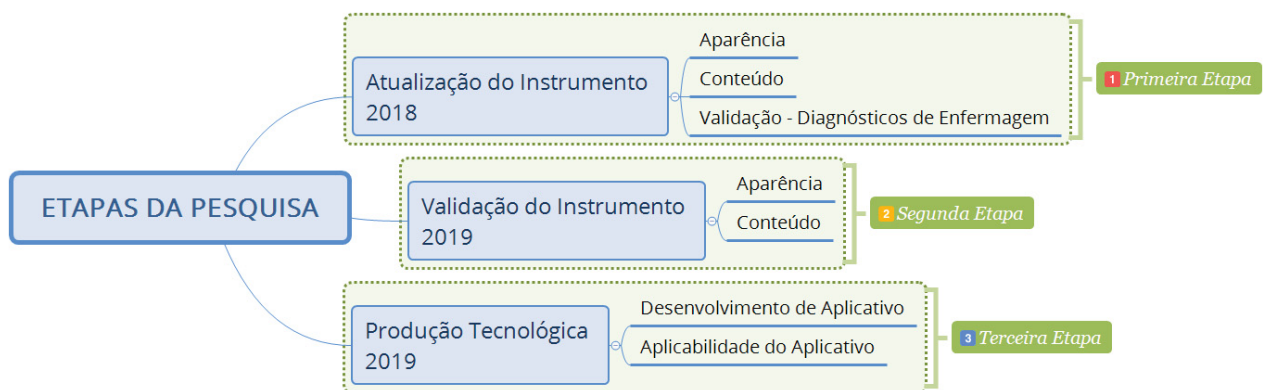 ETAPAS DA PESQUISA
Atualização do Instrumento
2018
Aparência
Conteúdo
Validação - Diagnósticos de Enfermagem
1 Primeira Etapa
Validação do Instrumento
2019
Aparência
Conteúdo
2 Segunda Etapa
Produção Tecnológica
2019
Desenvolvimento de Aplicativo
Aplicabilidade do Aplicativo
3 Terceira Etapa